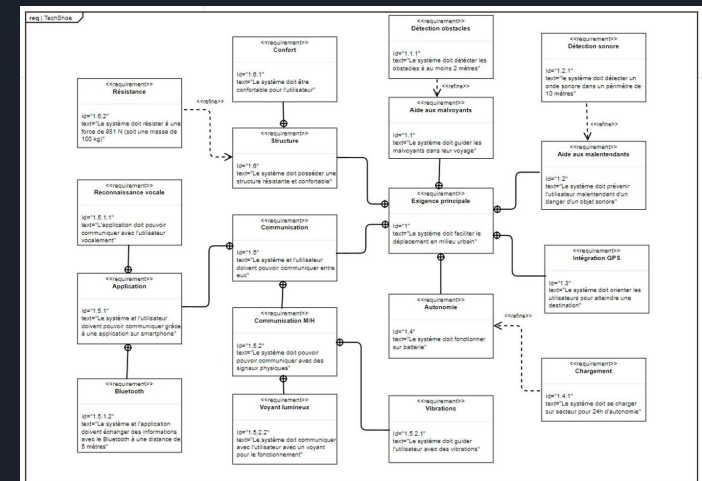 req | TechShoe
<<requirement>>
Détection obstacles
Id="1.1.1"
text="Le système doit détécter les
obstacles à au moins 2 mètres"
<<requirement>>
Confort
Id="1.6.1"
text="Le système doit être
confortable pour l'utilisateur"
<<requirement>>
Détection sonore
Id="1.2.1"
text="le système doit détecter un
onde sonore dans un périmètre de
10 mètres"
<<requirement>>
Résistance
Id="1.6.2"
text="Le système doit résister à une
force de 981 N (soit une masse de
100 kg)"
<<refine>>
<<refine>>
<<refine>>
<<requirement>>
Aide aux malvoyants
Id="1.1"
text="Le système doit guider les
malvoyants dans leur voyage"
<<requirement>>
Structure
Id="1.6"
text="Le système doit posséder une
structure résistante et confortable"
<<requirement>>
Aide aux malentendants
Id="1.2"
text="Le système doit prévenir
l'utilisateur malentendant d'un
danger d'un objet sonore"
<<requirement>>
Reconnaissance vocale
Id="1.5.1.1"
text="L'application doit pouvoir
communiquer avec l'utilisateur
vocalement"
<<requirement>>
Exigence principale
Id="1"
text="Le système doit faciliter le
déplacement en milieu urbain"
<<requirement>>
Communication
Id="1.5"
text="Le système et l'utilisateur
doivent pouvoir communiquer entre
eux"
<<requirement>>
Intégration GPS
Id="1.3"
text="Le système doit orienter les
utilisateurs pour atteindre une
destination"
<<requirement>>
Application
Id="1.5.1"
text="Le système et l'utilisateur
doivent pouvoir communiquer grâce
à une application sur smartphone"
<<requirement>>
Autonomie
Id="1.4"
text="Le système doit fonctionner
sur batterie"
<<refine>>
<<requirement>>
Communication M/H
Id="1.5.2"
text="Le système doit pouvoir
pouvoir communiquer avec des
signaux physiques"
<<requirement>>
Chargement
Id="1.4.1"
text="Le système doit se charger
sur secteur pour 24h d'autonomie"
<<requirement>>
Bluetooth
Id="1.5.1.2"
text="Le système et l'application
doivent échanger des informations
avec le Bluetooth à une distance de
5 mètres"
<<requirement>>
Voyant lumineux
Id="1.5.2.2"
text="Le système doit communiquer
avec l'utilisateur avec un voyant
pour le fonctionnement"
<<requirement>>
Vibrations
Id="1.5.2.1"
text="Le système doit guider
l'utilisateur avec des vibrations"